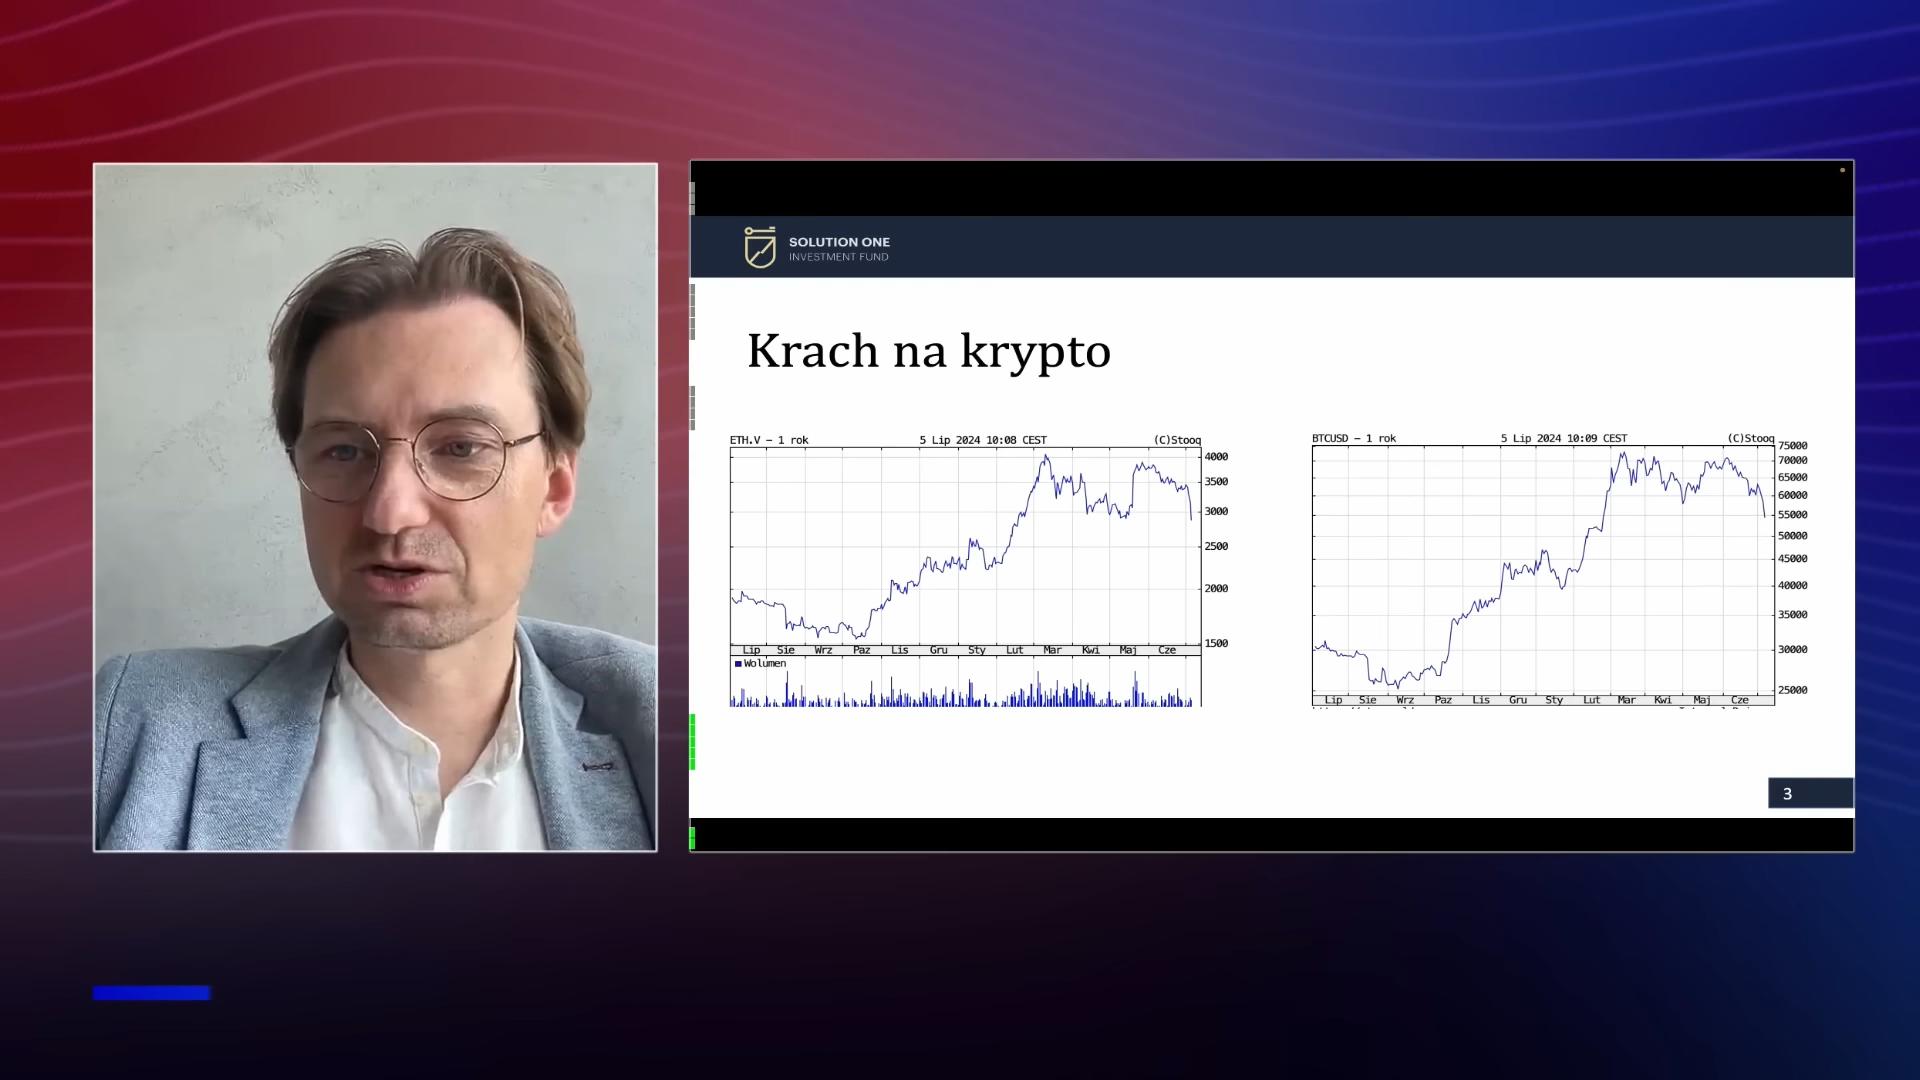 SOLUTION ONE
INVESTMENT FUND
Krach na krypto
ETH.V - 1 rok 5 Lip 2024 10:08 CEST (C)Stooq
4000
3500
3000
2500
2000
1500
Lip Sie Wrz Paz Lis Gru Sty Lut Mar Kwi Maj Cze
Wolumen
BTCUSD - 1 rok 5 Lip 2024 10:09 CEST (C)Stooq
75000
70000
65000
60000
55000
50000
45000
40000
35000
30000
25000
Lip Sie Wrz Paz Lis Gru Sty Lut Mar Kwi Maj Cze
3